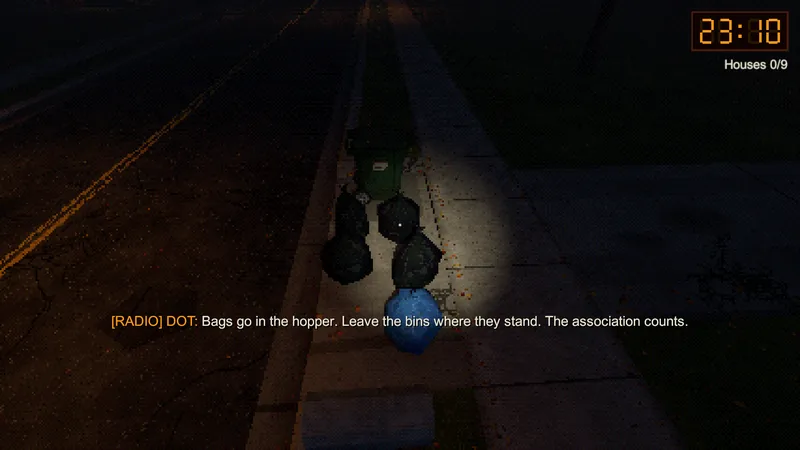 23:10
Houses 0/9
[RADIO] DOT: Bags go in the hopper. Leave the bins where they stand. The association counts.